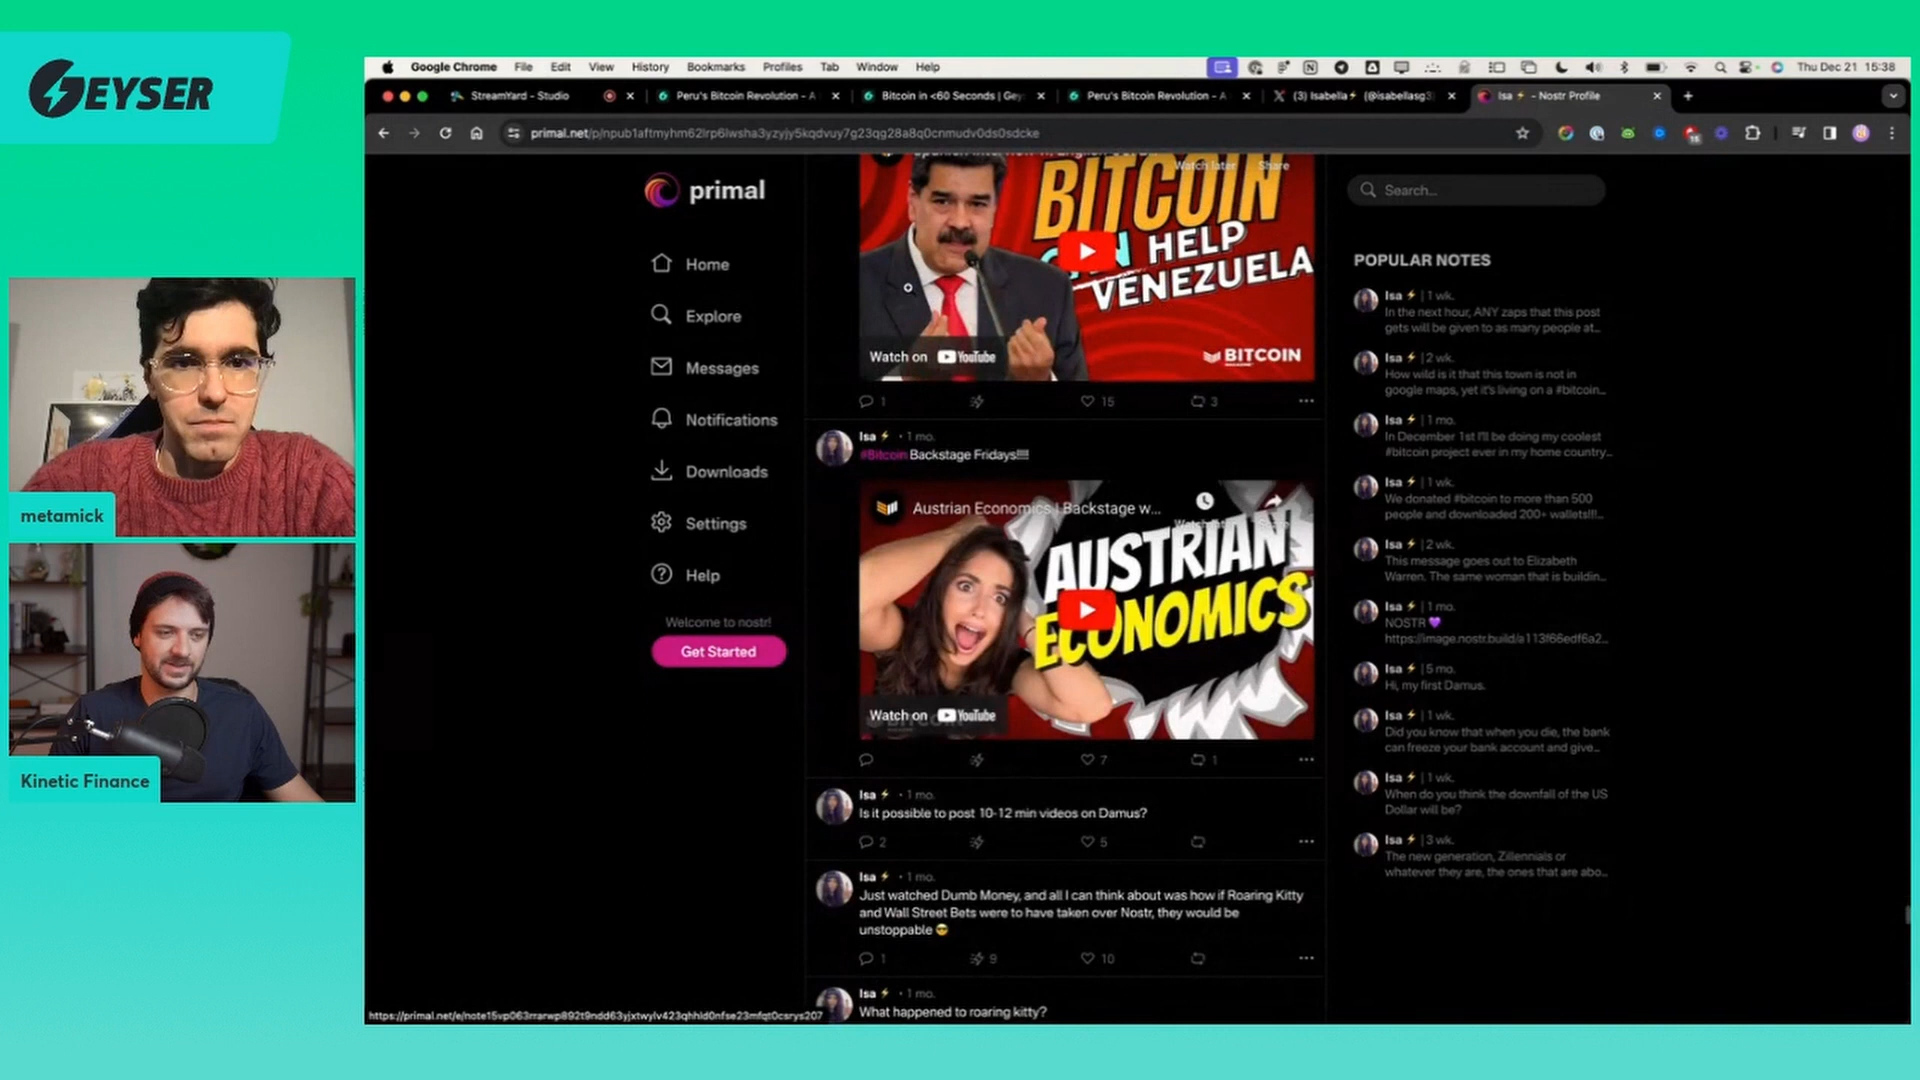 GEYSER
metamick
Kinetic Finance
Google Chrome File Edit View History Bookmarks Profiles Tab Window Help
Thu Dec 21 15:38
StreamYard - Studio
Peru's Bitcoin Revolution - A
Bitcoin in <60 Seconds | Gey
Peru's Bitcoin Revolution - A
(3) Isabella⚡ (@isabellasg3
Isa ⚡ - Nostr Profile
primal.net/p/npub1aftmyhm62lrp6lwsha3yzyjy5kqdvuy7g23qg28a8q0cnmudv0ds0sdcke
primal
Home
Explore
Messages
Notifications
Downloads
Settings
Help
Welcome to nostr!
Get Started
Watch later Share
BITCOIN
CAN HELP
VENEZUELA
Watch on YouTube
BITCOIN
1 15 3
Isa ⚡ · 1 mo.
#Bitcoin Backstage Fridays!!!!
Austrian Economics | Backstage w...
AUSTRIAN
ECONOMICS
Watch on YouTube
7 1
Isa ⚡ · 1 mo.
Is it possible to post 10-12 min videos on Damus?
2 5
Isa ⚡ · 1 mo.
Just watched Dumb Money, and all I can think about was how if Roaring Kitty
and Wall Street Bets were to have taken over Nostr, they would be
unstoppable 😎
1 9 10
Isa ⚡ · 1 mo.
What happened to roaring kitty?
Search...
POPULAR NOTES
Isa ⚡ | 1 wk.
In the next hour, ANY zaps that this post
gets will be given to as many people at...
Isa ⚡ | 2 wk.
How wild is it that this town is not in
google maps, yet it's living on a #bitcoin...
Isa ⚡ | 1 mo.
In December 1st I'll be doing my coolest
#bitcoin project ever in my home country...
Isa ⚡ | 1 wk.
We donated #bitcoin to more than 500
people and downloaded 200+ wallets!!!...
Isa ⚡ | 2 wk.
This message goes out to Elizabeth
Warren. The same woman that is buildin...
Isa ⚡ | 1 mo.
NOSTR 💜
https://image.nostr.build/a113f66edf6a2...
Isa ⚡ | 5 mo.
Hi, my first Damus.
Isa ⚡ | 1 wk.
Did you know that when you die, the bank
can freeze your bank account and give...
Isa ⚡ | 1 wk.
When do you think the downfall of the US
Dollar will be?
Isa ⚡ | 3 wk.
The new generation, Zillennials or
whatever they are, the ones that are abo...
https://primal.net/e/note15vp063rrarwp892t9ndd63yjxtwylv423qhhld0nfse23mfqt0csrys207